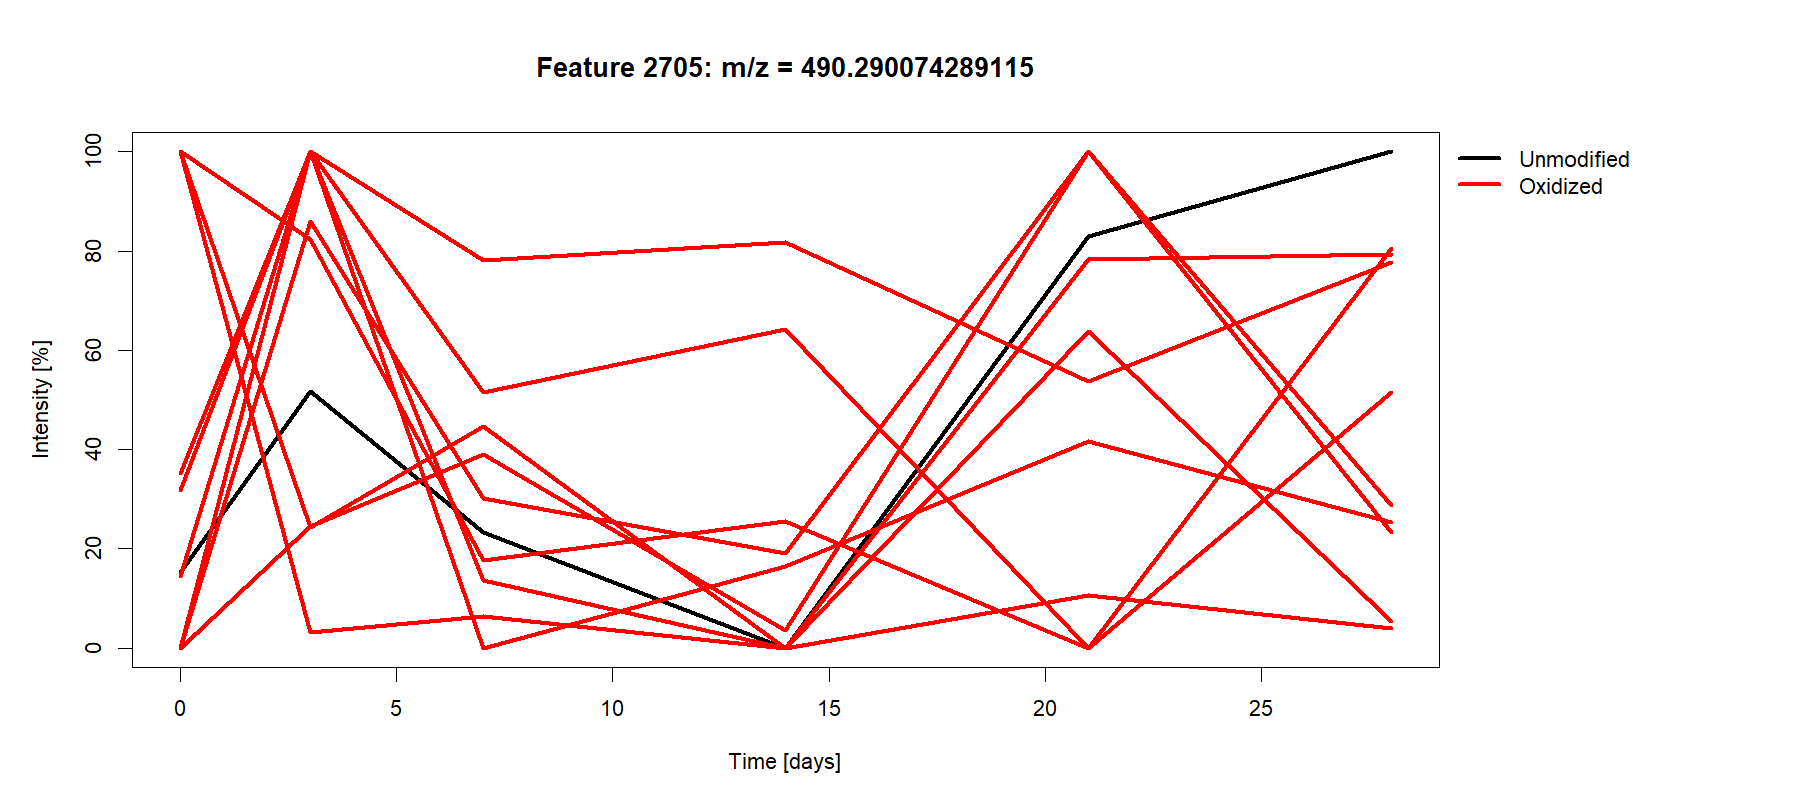 Feature 2705: m/z = 490.290074289115
Intensity [%]
100
80
60
40
20
0
0 5 10 15 20 25
Time [days]
Unmodified
Oxidized